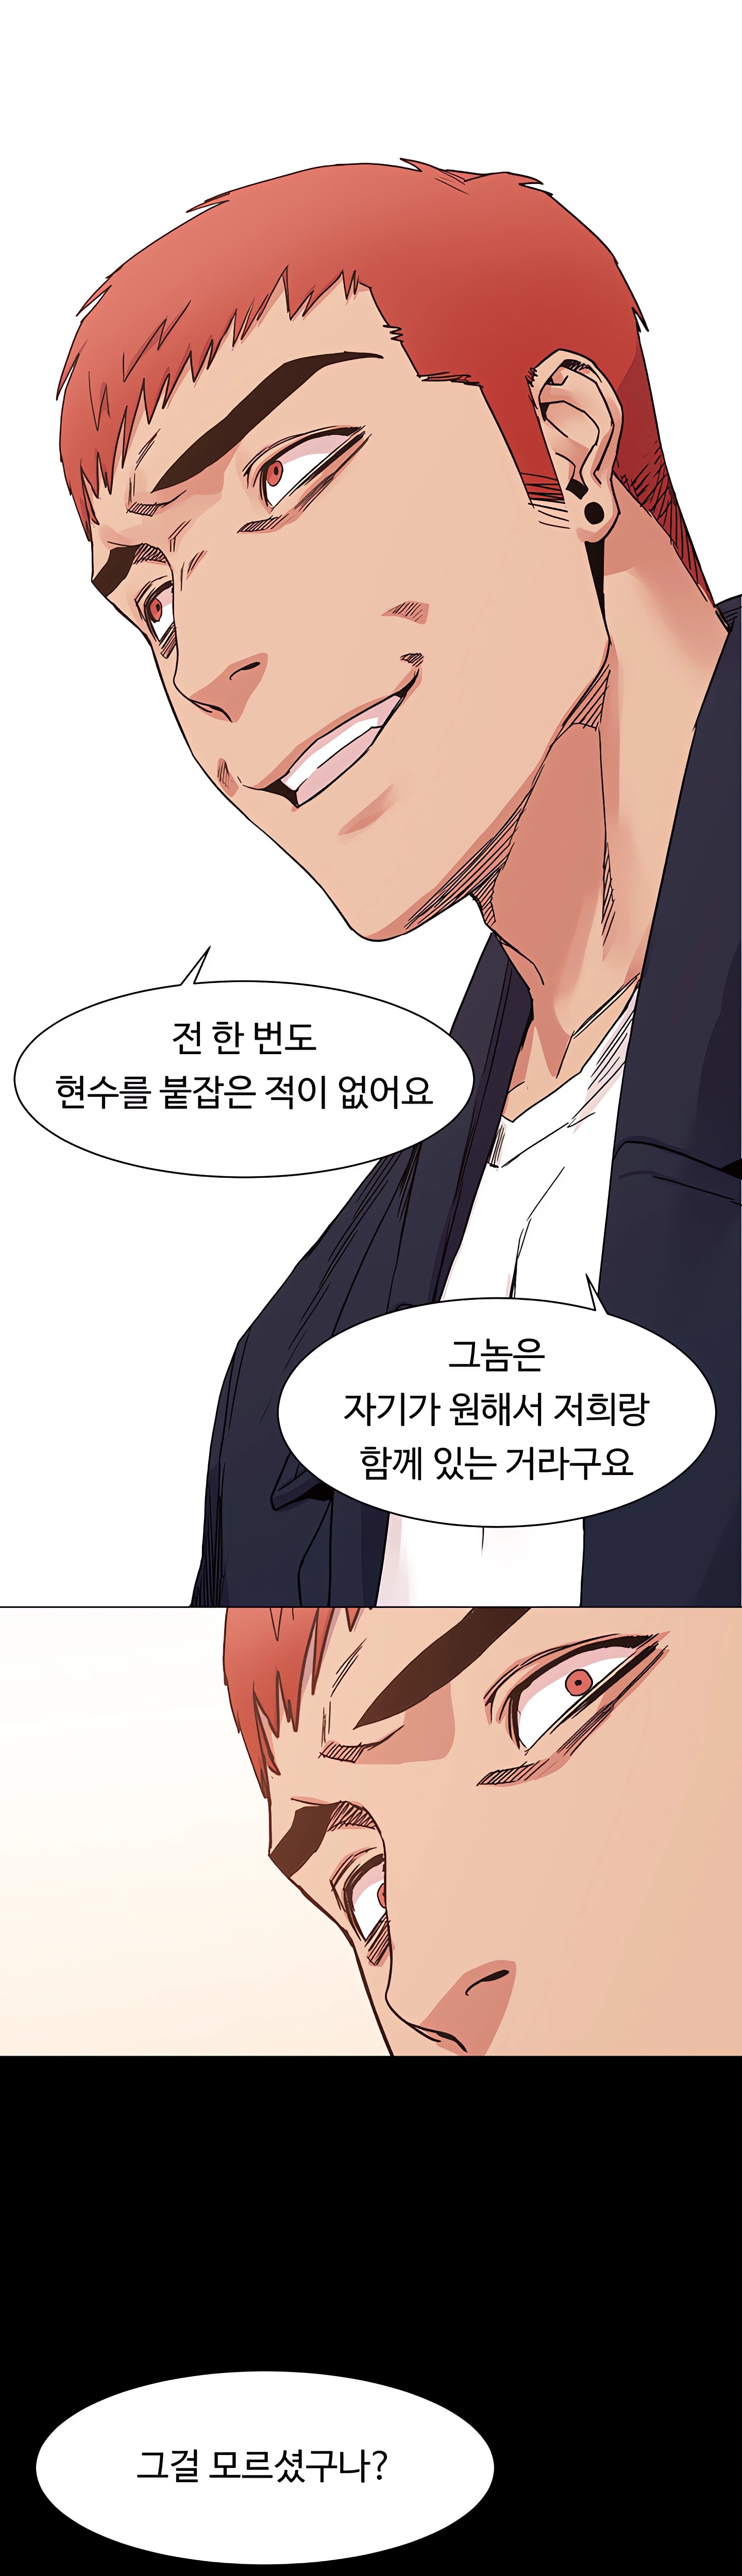 전 한 번도
현수를 붙잡은 적이 없어요
그놈은
자기가 원해서 저희랑
함께 있는 거라구요
그걸 모르셨구나?